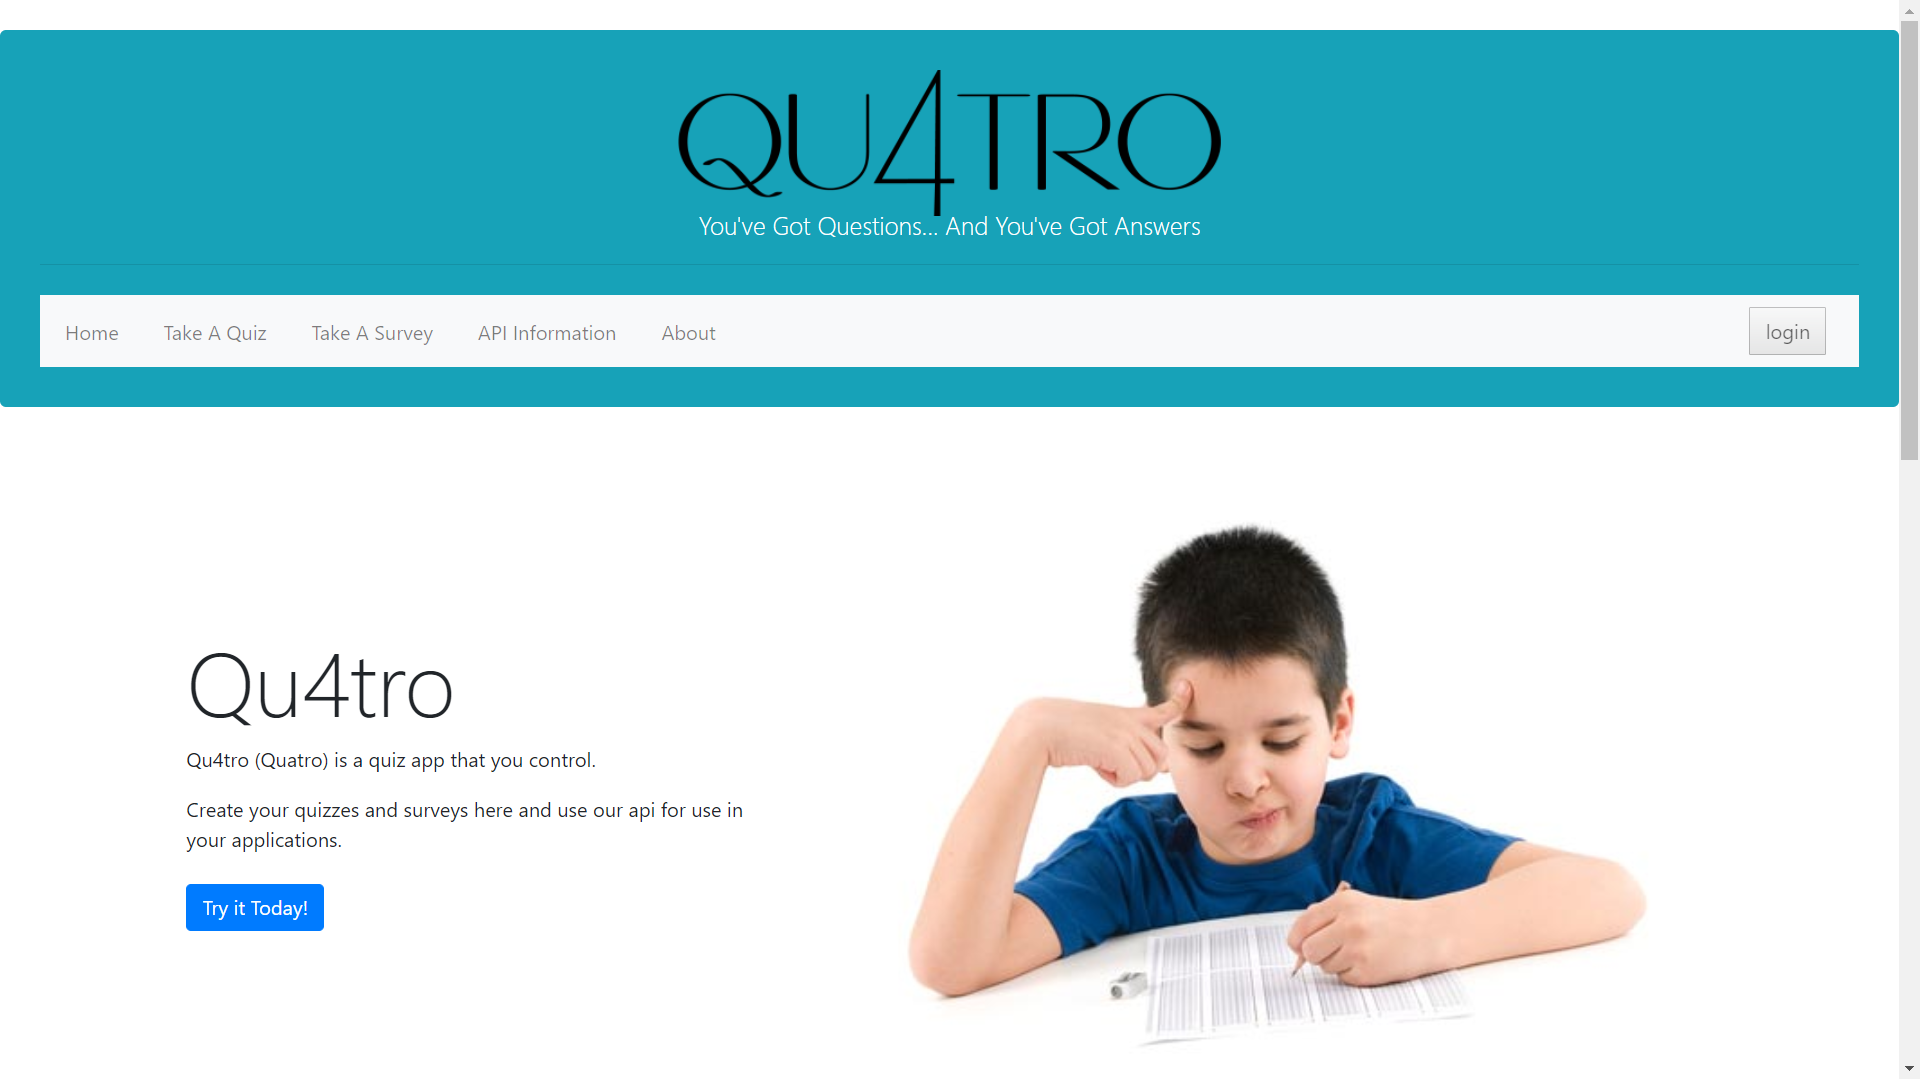 QU4TRO
You've Got Questions... And You've Got Answers
Home Take A Quiz Take A Survey API Information About login
Qu4tro
Qu4tro (Quatro) is a quiz app that you control.
Create your quizzes and surveys here and use our api for use in
your applications.
Try it Today!